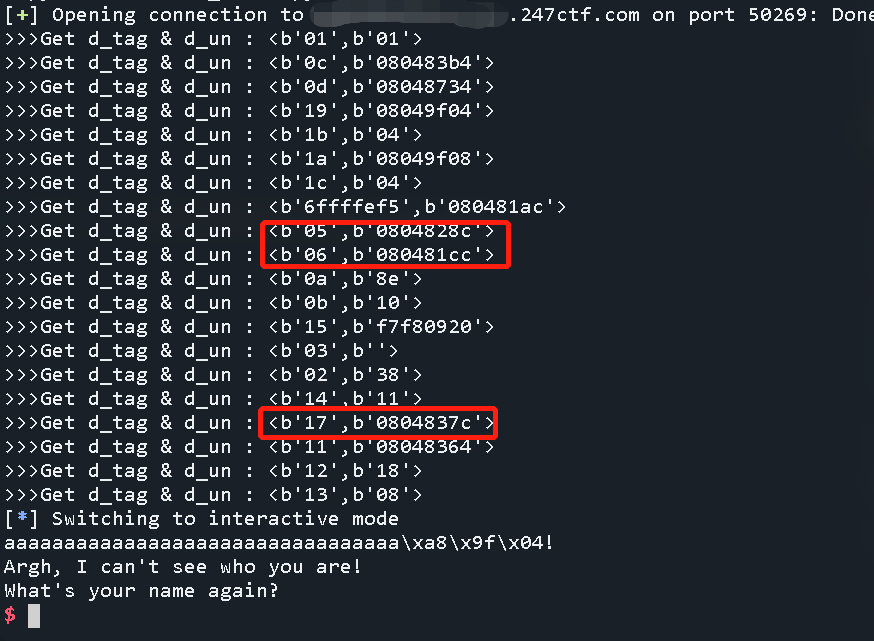 [+] Opening connection to .247ctf.com on port 50269: Done
>>>Get d_tag & d_un : <b'01',b'01'>
>>>Get d_tag & d_un : <b'0c',b'080483b4'>
>>>Get d_tag & d_un : <b'0d',b'08048734'>
>>>Get d_tag & d_un : <b'19',b'08049f04'>
>>>Get d_tag & d_un : <b'1b',b'04'>
>>>Get d_tag & d_un : <b'1a',b'08049f08'>
>>>Get d_tag & d_un : <b'1c',b'04'>
>>>Get d_tag & d_un : <b'6ffffef5',b'080481ac'>
>>>Get d_tag & d_un : <b'05',b'0804828c'>
>>>Get d_tag & d_un : <b'06',b'080481cc'>
>>>Get d_tag & d_un : <b'0a',b'8e'>
>>>Get d_tag & d_un : <b'0b',b'10'>
>>>Get d_tag & d_un : <b'15',b'f7f80920'>
>>>Get d_tag & d_un : <b'03',b''>
>>>Get d_tag & d_un : <b'02',b'38'>
>>>Get d_tag & d_un : <b'14',b'11'>
>>>Get d_tag & d_un : <b'17',b'0804837c'>
>>>Get d_tag & d_un : <b'11',b'08048364'>
>>>Get d_tag & d_un : <b'12',b'18'>
>>>Get d_tag & d_un : <b'13',b'08'>
[*] Switching to interactive mode
aaaaaaaaaaaaaaaaaaaaaaaaaaaaaaaaa\xa8\x9f\x04!
Argh, I can't see who you are!
What's your name again?
$